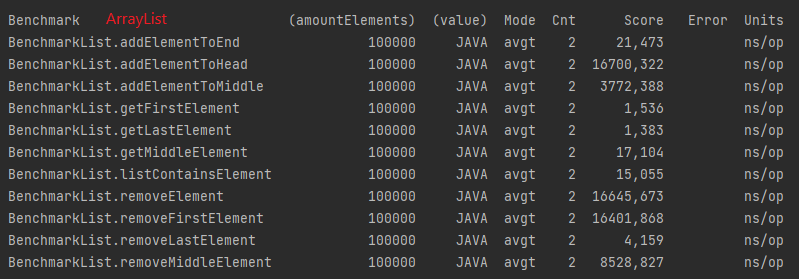 Benchmark ArrayList (amountElements) (value) Mode Cnt Score Error Units
BenchmarkList.addElementToEnd 100000 JAVA avgt 2 21,473 ns/op
BenchmarkList.addElementToHead 100000 JAVA avgt 2 16700,322 ns/op
BenchmarkList.addElementToMiddle 100000 JAVA avgt 2 3772,388 ns/op
BenchmarkList.getFirstElement 100000 JAVA avgt 2 1,536 ns/op
BenchmarkList.getLastElement 100000 JAVA avgt 2 1,383 ns/op
BenchmarkList.getMiddleElement 100000 JAVA avgt 2 17,104 ns/op
BenchmarkList.listContainsElement 100000 JAVA avgt 2 15,055 ns/op
BenchmarkList.removeElement 100000 JAVA avgt 2 16645,673 ns/op
BenchmarkList.removeFirstElement 100000 JAVA avgt 2 16401,868 ns/op
BenchmarkList.removeLastElement 100000 JAVA avgt 2 4,159 ns/op
BenchmarkList.removeMiddleElement 100000 JAVA avgt 2 8528,827 ns/op